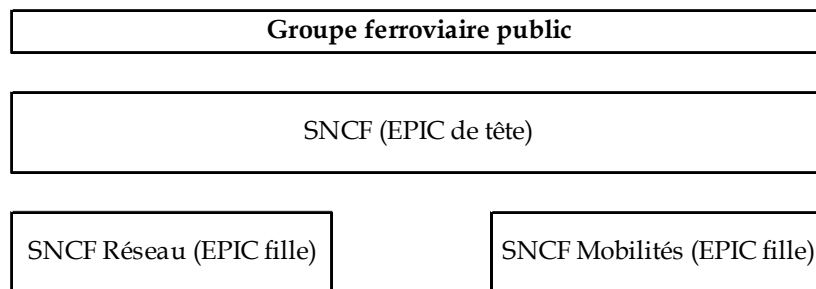 Groupe ferroviaire public
SNCF (EPIC de tête)
SNCF Réseau (EPIC fille)
SNCF Mobilités (EPIC fille)